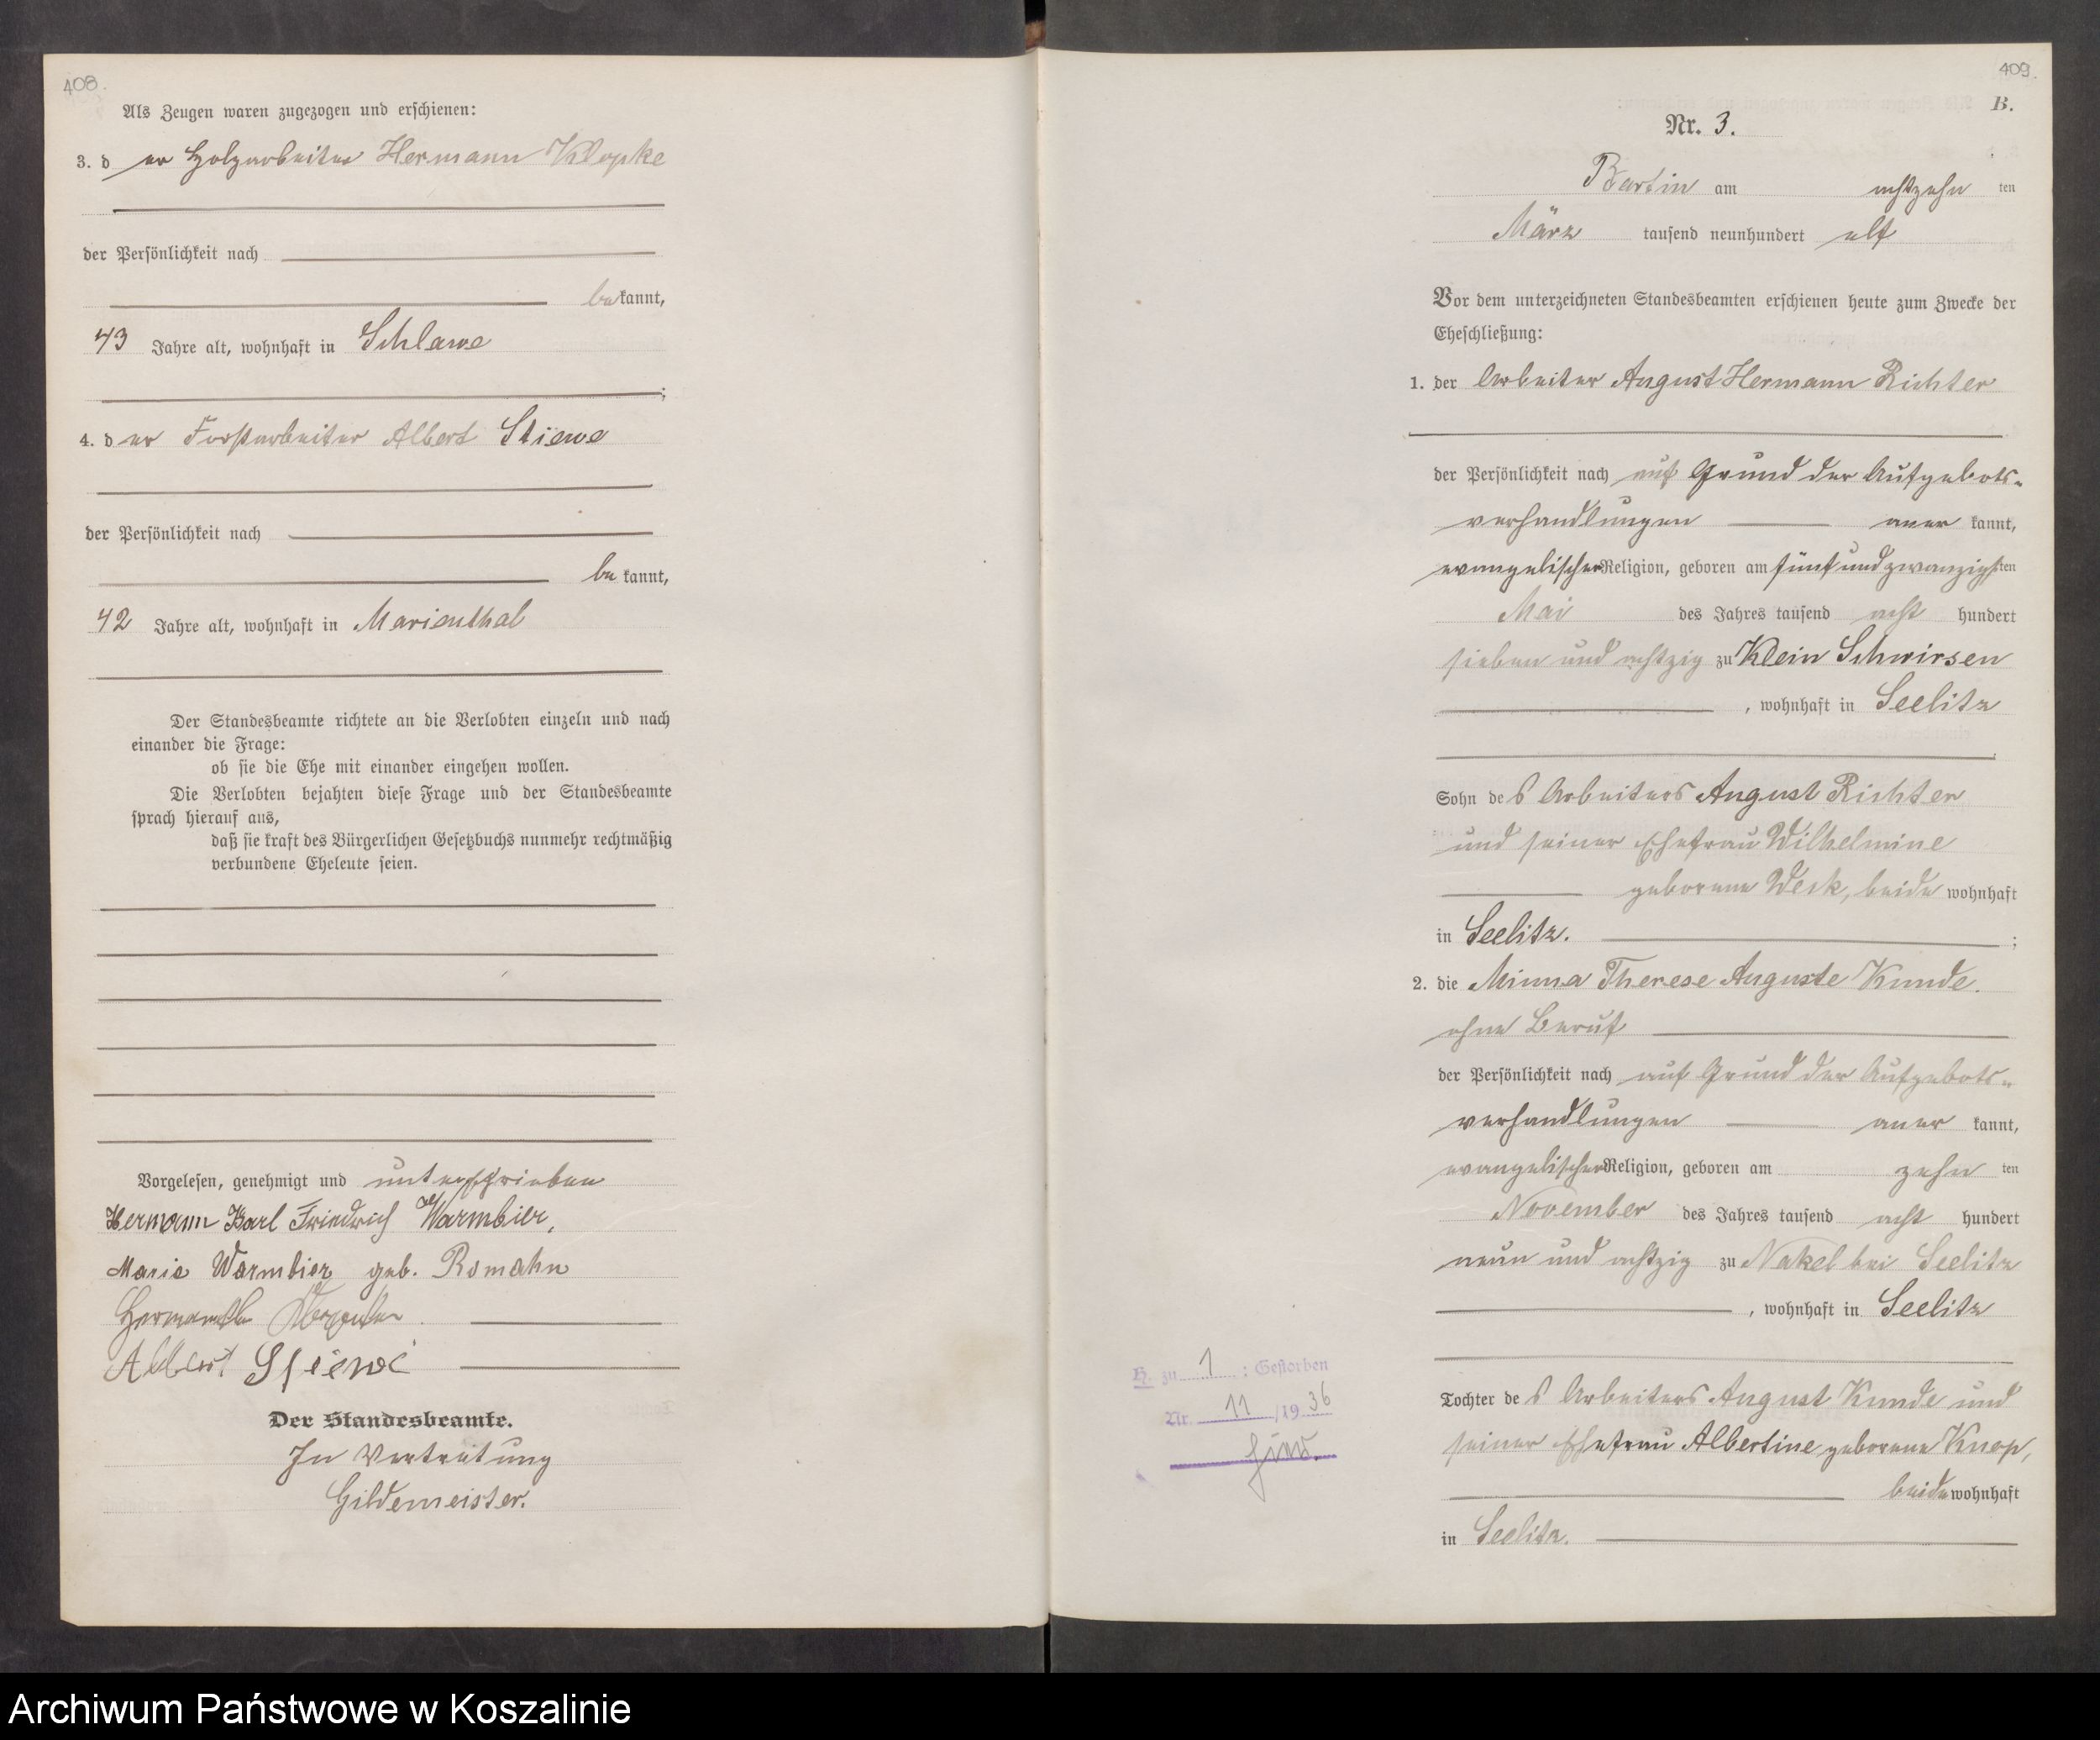 408.
Als Zeugen waren zugezogen und erschienen:
3. der Holzarbeiter Hermann Klopke
der Persönlichkeit nach
bekannt,
43 Jahre alt, wohnhaft in Schlawe
;
4. der Forstarbeiter Albert Stiewe
der Persönlichkeit nach
bekannt,
42 Jahre alt, wohnhaft in Marienthal
Der Standesbeamte richtete an die Verlobten einzeln und nach
einander die Frage:
ob sie die Ehe mit einander eingehen wollen.
Die Verlobten bejahten diese Frage und der Standesbeamte
sprach hierauf aus,
daß sie kraft des Bürgerlichen Gesetzbuchs nunmehr rechtmäßig
verbundene Eheleute seien.
Vorgelesen, genehmigt und unterschrieben
Hermann Karl Friedrich Warmbier,
Marie Warmbier geb. Romahn
Albert Stiewe
Der Standesbeamte.
In Vertretung
Gildemeister.
409.
B.
Nr. 3.
Bartin am achtzehnten
März tausend neunhundert elf
Vor dem unterzeichneten Standesbeamten erschienen heute zum Zwecke der
Eheschließung:
1. der Arbeiter August Hermann Richter
der Persönlichkeit nach auf Grund der Aufgebots-
verhandlungen anerkannt,
evangelischer Religion, geboren am fünfundzwanzigsten
Mai des Jahres tausend acht hundert
sieben und achtzig zu Klein Schwirsen
, wohnhaft in Seelitz
Sohn des Arbeiters August Richter
und seiner Ehefrau Wilhelmine
geborene Wesk, beide wohnhaft
in Seelitz. ;
2. die Minna Therese Auguste Kunde.
ohne Beruf
der Persönlichkeit nach auf Grund der Aufgebots-
verhandlungen anerkannt,
evangelischer Religion, geboren am zehnten
November des Jahres tausend acht hundert
neun und achtzig zu Nakel bei Seelitz
, wohnhaft in Seelitz
Tochter des Arbeiters August Kunde und
seiner Ehefrau Albertine geborene Knop,
beide wohnhaft
in Seelitz.
H. zu 1 : Gestorben
Nr. 11 /19 36
Archiwum Państwowe w Koszalinie